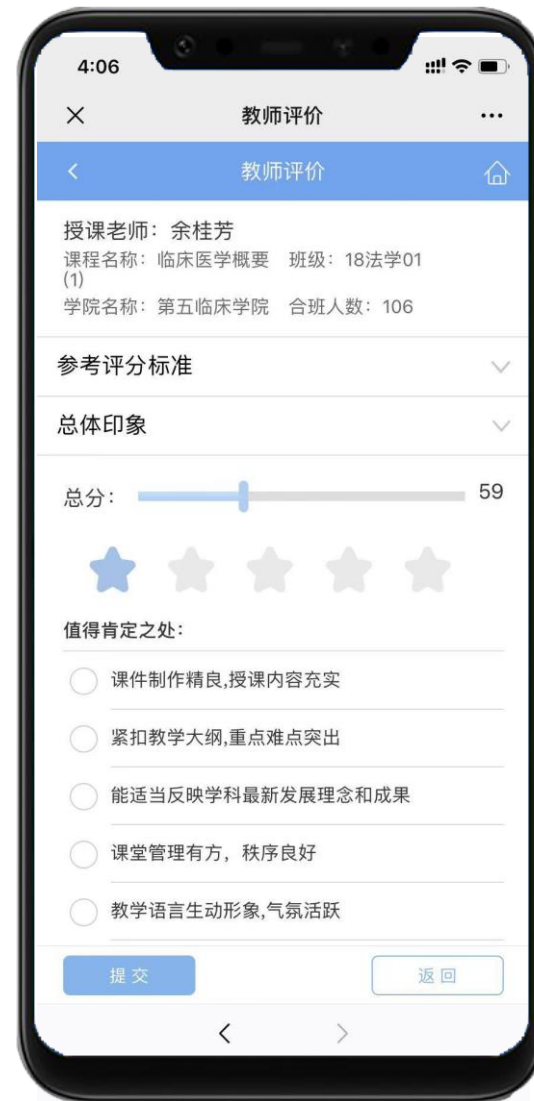 4:06
教师评价
教师评价
授课老师：余桂芳
课程名称：临床医学概要 班级：18法学01
(1)
学院名称：第五临床学院 合班人数：106
参考评分标准
总体印象
总分：
59
值得肯定之处：
课件制作精良,授课内容充实
紧扣教学大纲,重点难点突出
能适当反映学科最新发展理念和成果
课堂管理有方，秩序良好
教学语言生动形象,气氛活跃
提交
返回